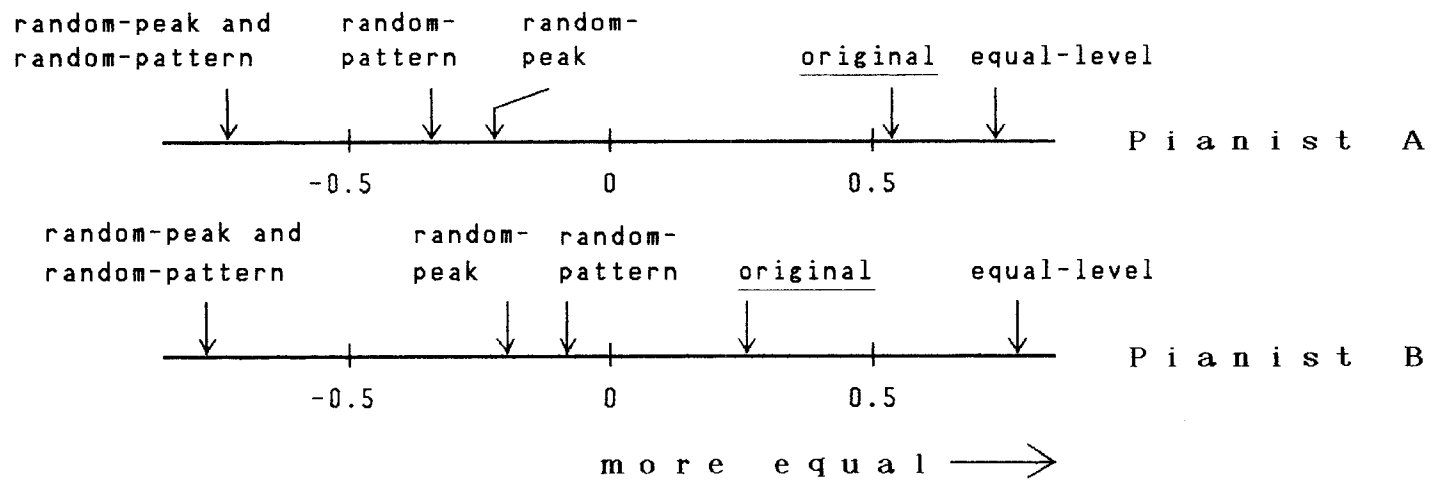 random-peak and random- random-
random-pattern pattern peak original equal-level
Pianist A
-0.5 0 0.5
random-peak and random- random-
random-pattern peak pattern original equal-level
Pianist B
-0.5 0 0.5
more equal